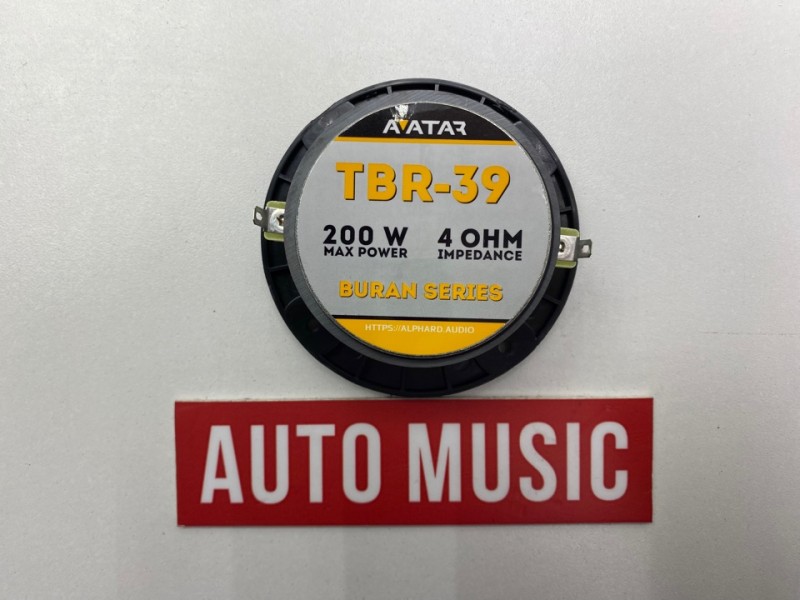 AVATAR
TBR-39
200 W 4 OHM
MAX POWER IMPEDANCE
BURAN SERIES
HTTPS://ALPHARD.AUDIO
AUTO MUSIC